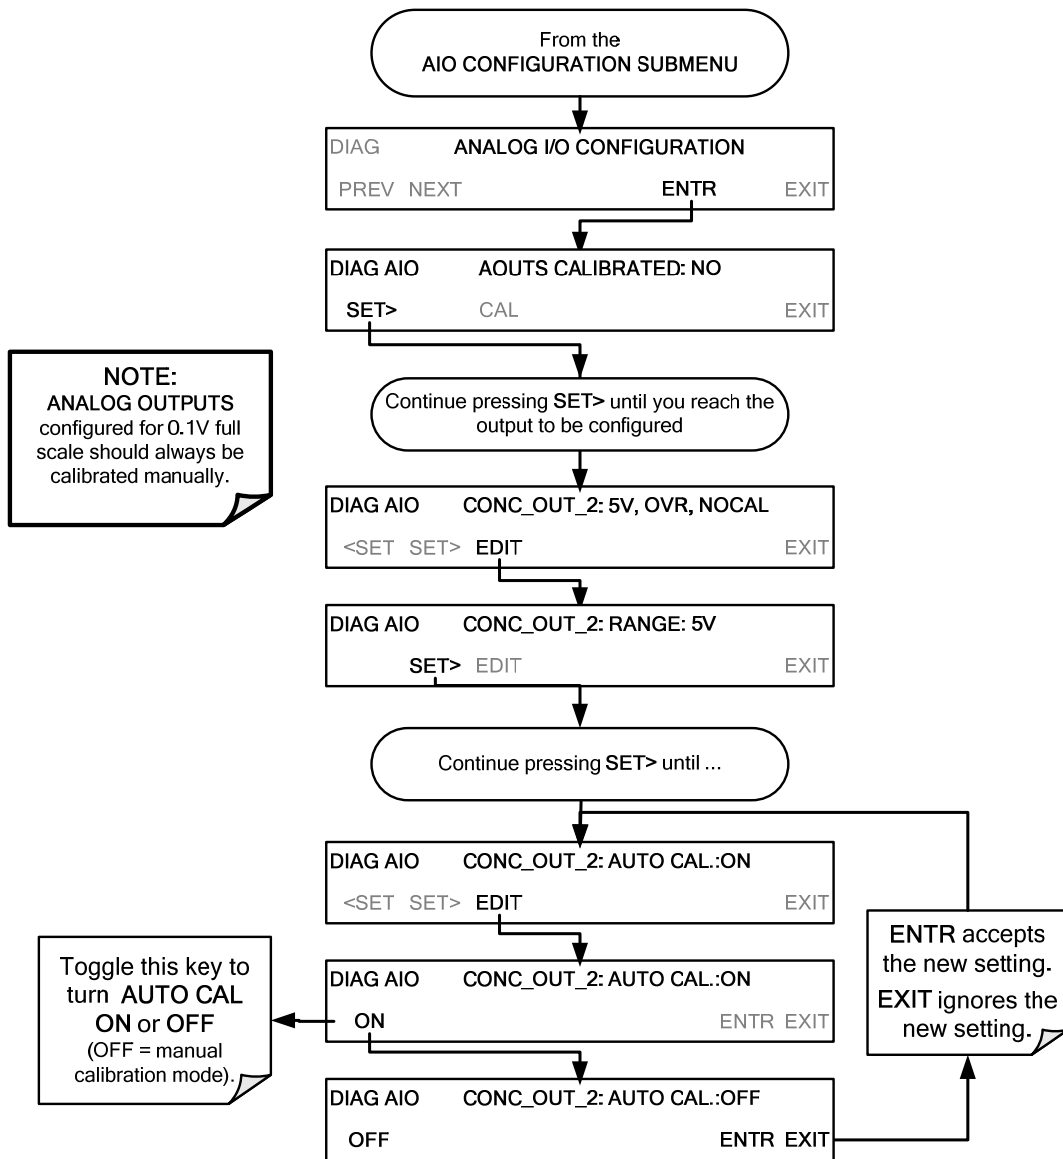 From the
AIO CONFIGURATION SUBMENU
DIAG ANALOG I/O CONFIGURATION
PREV NEXT ENTR EXIT
DIAG AIO AOUTS CALIBRATED: NO
SET> CAL EXIT
NOTE:
ANALOG OUTPUTS
configured for 0.1V full
scale should always be
calibrated manually.
Continue pressing SET> until you reach the
output to be configured
DIAG AIO CONC_OUT_2: 5V, OVR, NOCAL
<SET SET> EDIT EXIT
DIAG AIO CONC_OUT_2: RANGE: 5V
SET> EDIT EXIT
Continue pressing SET> until ...
DIAG AIO CONC_OUT_2: AUTO CAL.:ON
<SET SET> EDIT EXIT
ENTR accepts
the new setting.
EXIT ignores the
new setting.
Toggle this key to
turn AUTO CAL
ON or OFF
(OFF = manual
calibration mode).
DIAG AIO CONC_OUT_2: AUTO CAL.:ON
ON ENTR EXIT
DIAG AIO CONC_OUT_2: AUTO CAL.:OFF
OFF ENTR EXIT